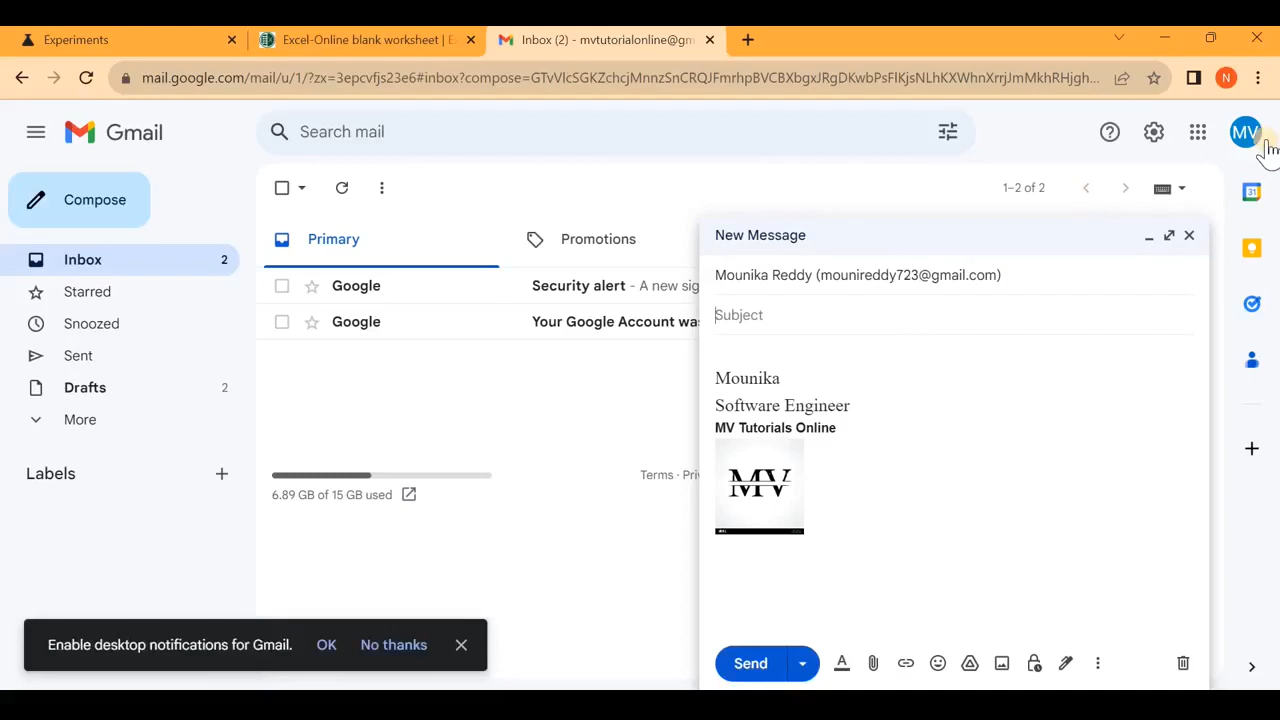 Experiments
Excel-Online blank worksheet | E
Inbox (2) - mvtutorialonline@gm
mail.google.com/mail/u/1/?zx=3epcvfjs23e6#inbox?compose=GTvVlcSGKZchcjMnnzSnCRQJFmrhpBVCBXbgxJRgDKwbPsFlKjsNLhKXWhnXrrjJmMkhRHjgh...
N
Gmail
Search mail
MV
Compose
1–2 of 2
31
Primary
Promotions
New Message
Inbox 2
Starred
Snoozed
Sent
Drafts 2
More
Labels
Google Security alert - A new sig
Google Your Google Account wa
Mounika Reddy (mounireddy723@gmail.com)
Subject
Mounika
Software Engineer
MV Tutorials Online
MV
6.89 GB of 15 GB used
Terms · Pri
Enable desktop notifications for Gmail. OK No thanks
Send